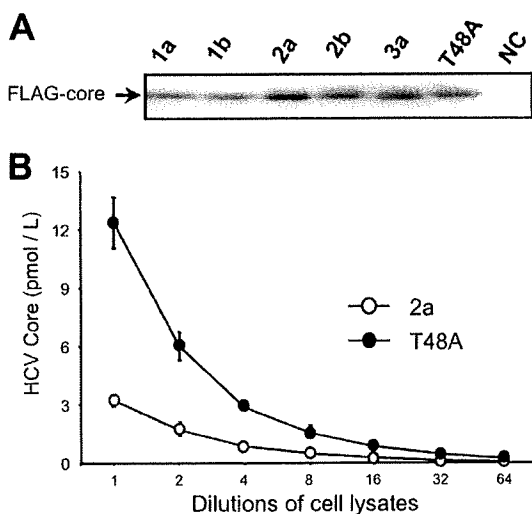 A
1a 1b 2a 2b 3a T48A NC
FLAG-core
B
HCV Core (pmol / L)
15
12
9
6
3
0
2a
T48A
1 2 4 8 16 32 64
Dilutions of cell lysates